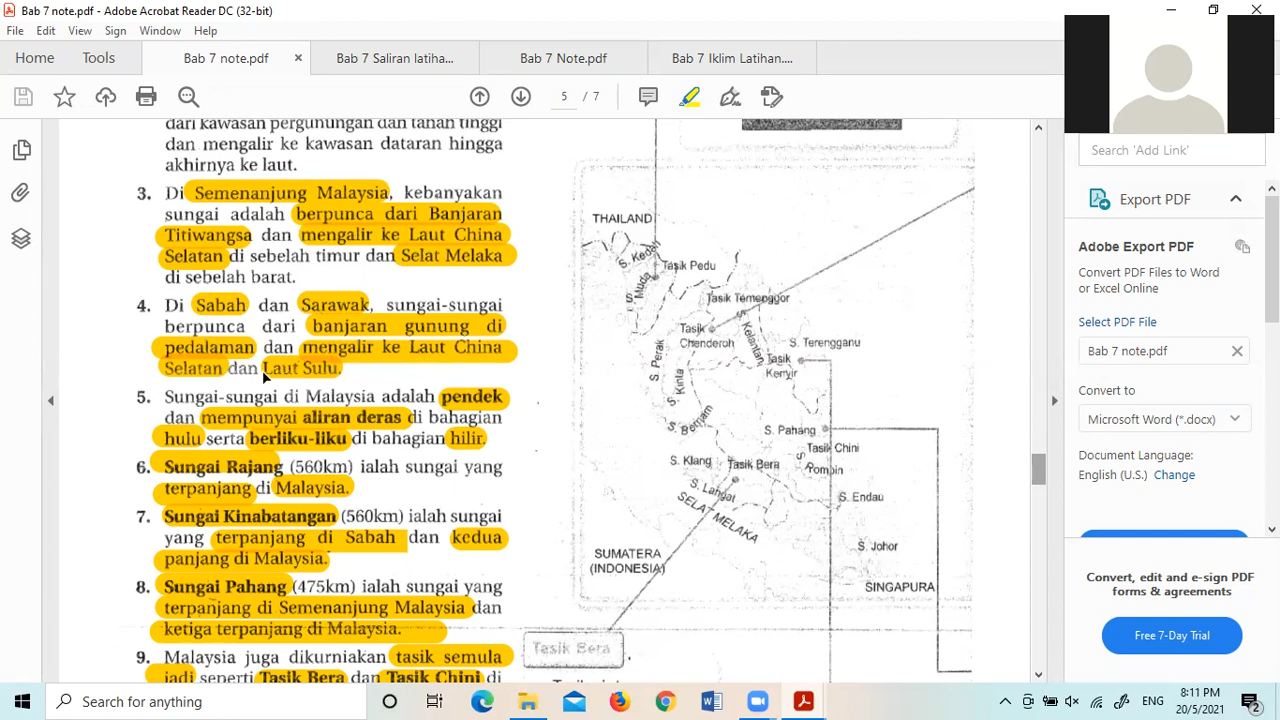 Bab 7 note.pdf - Adobe Acrobat Reader DC (32-bit)
File Edit View Sign Window Help
Home Tools Bab 7 note.pdf Bab 7 Saliran latiha... Bab 7 Note.pdf Bab 7 Iklim Latihan....
5 / 7
dari kawasan pergunungan dan tanah tinggi
dan mengalir ke kawasan dataran hingga
akhirnya ke laut.
3. Di Semenanjung Malaysia, kebanyakan
sungai adalah berpunca dari Banjaran
Titiwangsa dan mengalir ke Laut China
Selatan di sebelah timur dan Selat Melaka
di sebelah barat.
4. Di Sabah dan Sarawak, sungai-sungai
berpunca dari banjaran gunung di
pedalaman dan mengalir ke Laut China
Selatan dan Laut Sulu.
5. Sungai-sungai di Malaysia adalah pendek
dan mempunyai aliran deras di bahagian
hulu serta berliku-liku di bahagian hilir.
6. Sungai Rajang (560km) ialah sungai yang
terpanjang di Malaysia.
7. Sungai Kinabatangan (560km) ialah sungai
yang terpanjang di Sabah dan kedua
panjang di Malaysia.
8. Sungai Pahang (475km) ialah sungai yang
terpanjang di Semenanjung Malaysia dan
ketiga terpanjang di Malaysia.
9. Malaysia juga dikurniakan tasik semula
jadi seperti Tasik Bera dan Tasik Chini di
THAILAND
S. Kedah
Tasik Pedu
S. Muda
Tasik Temenggor
Tasik
Chenderoh
S. Kelantan
S. Terengganu
Tasik
Kenyir
S. Perak
S. Kinta
S. Bernam
S. Pahang
Tasik Chini
S. Klang
Tasik Bera
S. Rompin
S. Langat
S. Endau
SELAT MELAKA
S. Johor
SUMATERA
(INDONESIA)
SINGAPURA
Tasik Bera
Search 'Add Link'
Export PDF
Adobe Export PDF
Convert PDF Files to Word
or Excel Online
Select PDF File
Bab 7 note.pdf
Convert to
Microsoft Word (*.docx)
Document Language:
English (U.S.) Change
Convert, edit and e-sign PDF
forms & agreements
Free 7-Day Trial
Search for anything
ENG
8:11 PM
20/5/2021
2